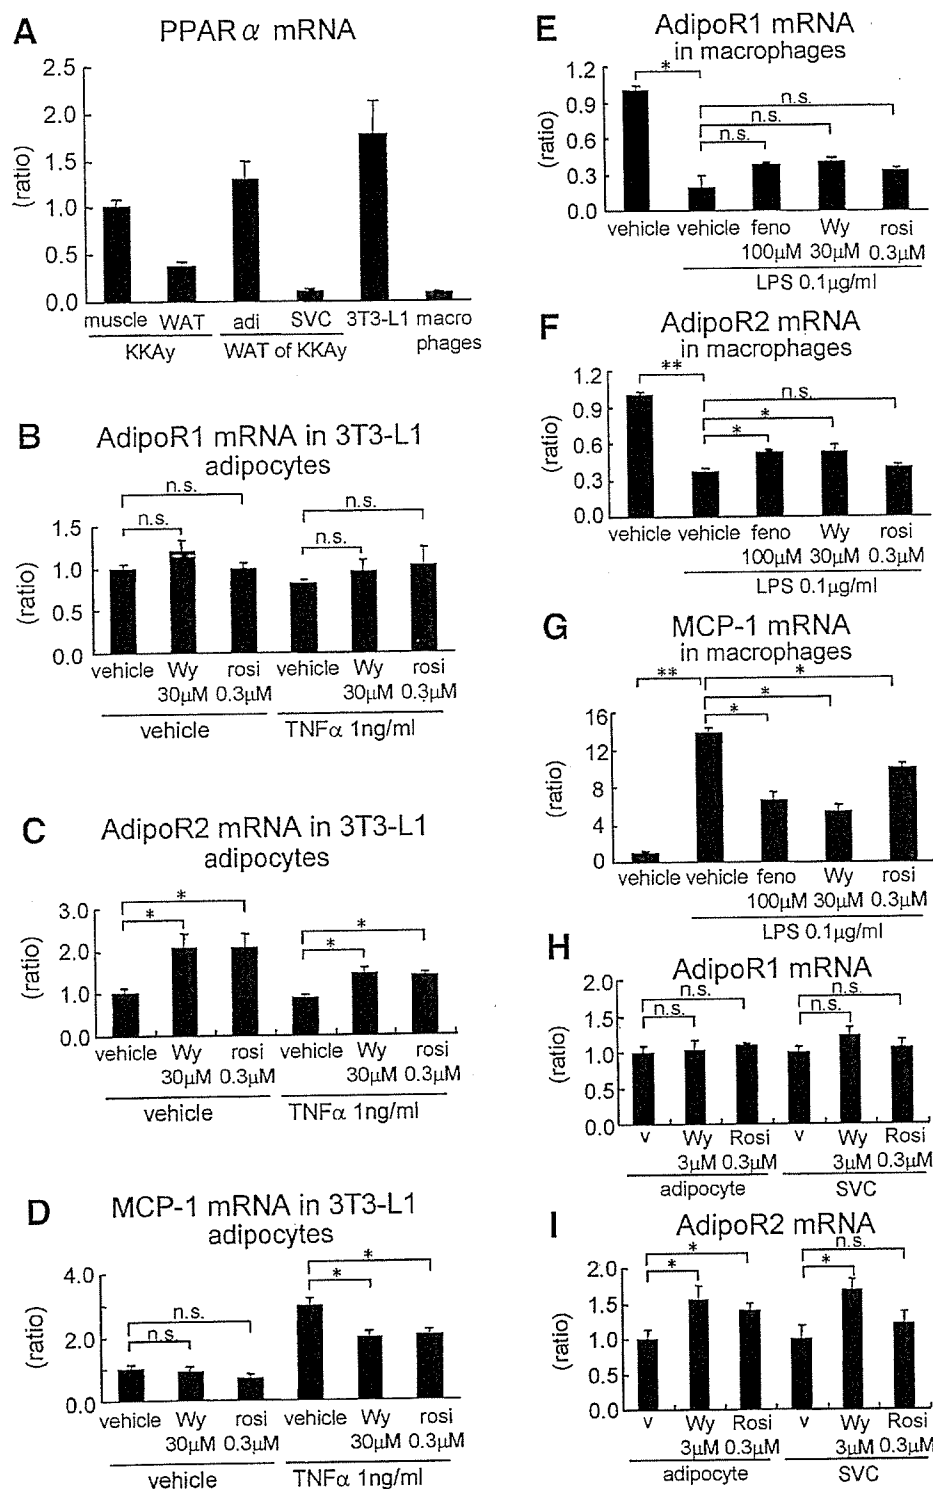 A
PPAR α mRNA
(ratio)
2.5
2.0
1.5
1.0
0.5
0.0
muscle WAT adi SVC 3T3-L1 macro
phages
KKAy WAT of KKAy
B
AdipoR1 mRNA in 3T3-L1
adipocytes
n.s.
n.s.
n.s.
n.s.
(ratio)
1.5
1.0
0.5
0.0
vehicle Wy rosi vehicle Wy rosi
30μM 0.3μM 30μM 0.3μM
vehicle TNFα 1ng/ml
C
AdipoR2 mRNA in 3T3-L1
adipocytes
*
*
*
*
(ratio)
3.0
2.0
1.0
0.0
vehicle Wy rosi vehicle Wy rosi
30μM 0.3μM 30μM 0.3μM
vehicle TNFα 1ng/ml
D
MCP-1 mRNA in 3T3-L1
adipocytes
*
*
n.s.
n.s.
(ratio)
4.0
2.0
0.0
vehicle Wy rosi vehicle Wy rosi
30μM 0.3μM 30μM 0.3μM
vehicle TNFα 1ng/ml
E
AdipoR1 mRNA
in macrophages
*
n.s.
n.s.
n.s.
(ratio)
1.2
0.9
0.6
0.3
0.0
vehicle vehicle feno Wy rosi
100μM 30μM 0.3μM
LPS 0.1μg/ml
F
AdipoR2 mRNA
in macrophages
**
n.s.
*
*
(ratio)
1.2
0.9
0.6
0.3
0.0
vehicle vehicle feno Wy rosi
100μM 30μM 0.3μM
LPS 0.1μg/ml
G
MCP-1 mRNA
in macrophages
**
*
*
*
(ratio)
16
12
8
4
0
vehicle vehicle feno Wy rosi
100μM 30μM 0.3μM
LPS 0.1μg/ml
H
AdipoR1 mRNA
n.s.
n.s.
n.s.
n.s.
(ratio)
2.0
1.5
1.0
0.5
0.0
v Wy Rosi v Wy Rosi
3μM 0.3μM 3μM 0.3μM
adipocyte SVC
I
AdipoR2 mRNA
*
*
n.s.
*
(ratio)
2.0
1.5
1.0
0.5
0.0
v Wy Rosi v Wy Rosi
3μM 0.3μM 3μM 0.3μM
adipocyte SVC